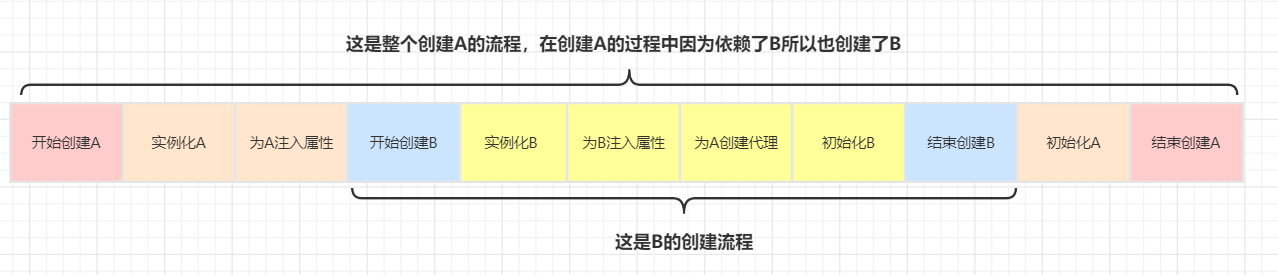 这是整个创建A的流程，在创建A的过程中因为依赖了B所以也创建了B
开始创建A
实例化A
为A注入属性
开始创建B
实例化B
为B注入属性
为A创建代理
初始化B
结束创建B
初始化A
结束创建A
这是B的创建流程